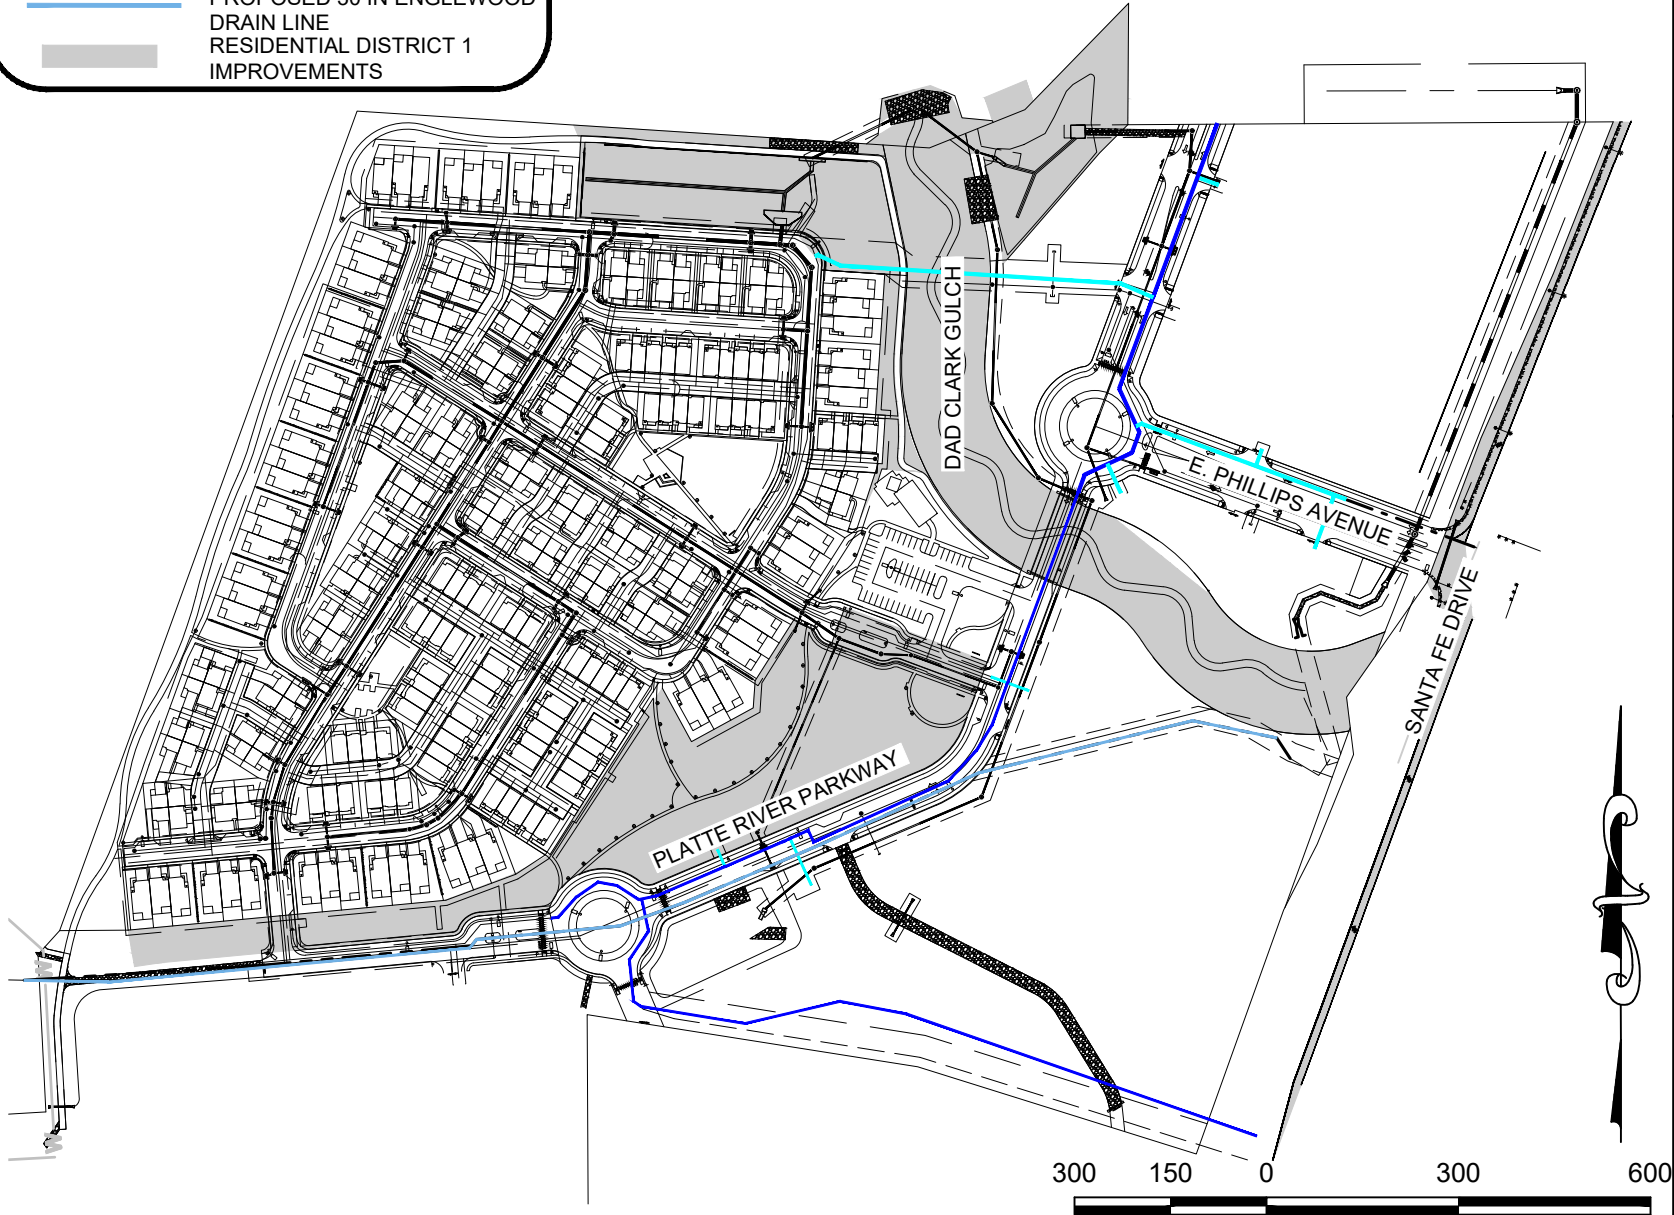 PROPOSED 30 IN ENGLEWOOD
DRAIN LINE
RESIDENTIAL DISTRICT 1
IMPROVEMENTS
DAD CLARK GULCH
E. PHILLIPS AVENUE
SANTA FE DRIVE
PLATTE RIVER PARKWAY
W
W
300 150 0 300 600